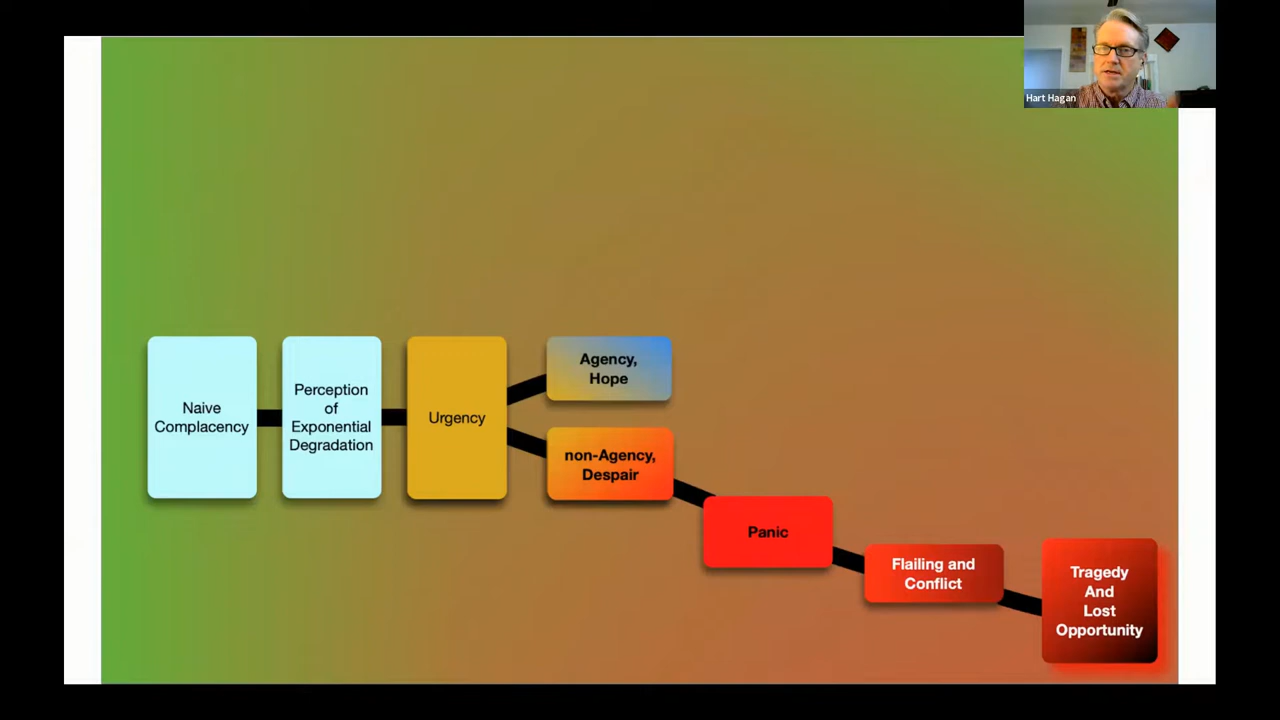 Hart Hagan
Naive
Complacency
Perception
of
Exponential
Degradation
Urgency
Agency,
Hope
non-Agency,
Despair
Panic
Flailing and
Conflict
Tragedy
And
Lost
Opportunity